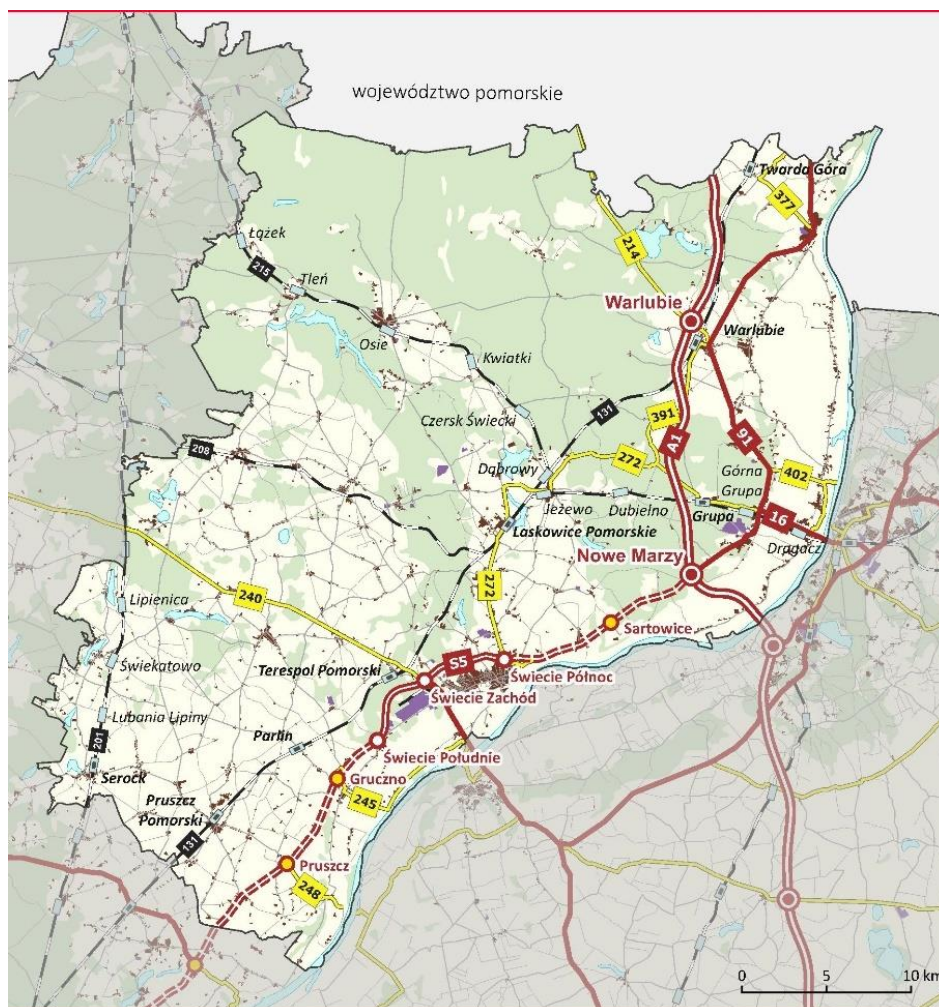 województwo pomorskie
Twarda Góra
377
Łążek
214
215
Tleń
Warlubie
Warlubie
Osie
Kwiatki
131
391
Czersk Świecki
A1
91
208
272
Dąbrowy
Górna
Grupa
402
Jeżewo
Dubielno
Grupa
16
Laskowice Pomorskie
Dragacz
Nowe Marzy
272
240
Lipienica
Sartowice
S5
Świekatowo
Terespol Pomorski
Świecie Północ
Świecie Zachód
Lubania Lipiny
201
Parlin
Świecie Południe
Serock
Gruczno
245
Pruszcz
Pomorski
131
Pruszcz
248
0 5 10 km